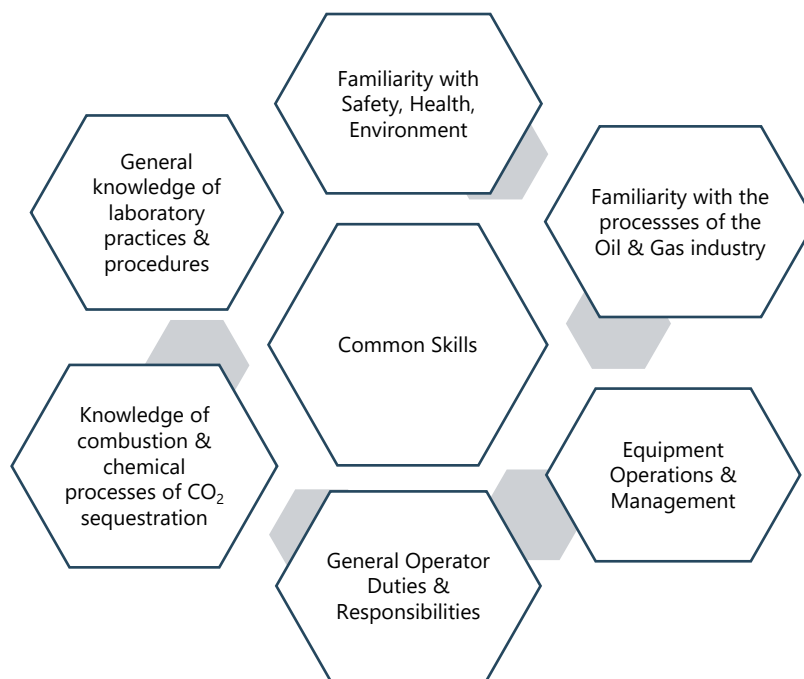 Familiarity with
Safety, Health,
Environment
General
knowledge of
laboratory
practices &
procedures
Familiarity with the
processses of the
Oil & Gas industry
Common Skills
Knowledge of
combustion &
chemical
processes of CO₂
sequestration
Equipment
Operations &
Management
General Operator
Duties &
Responsibilities